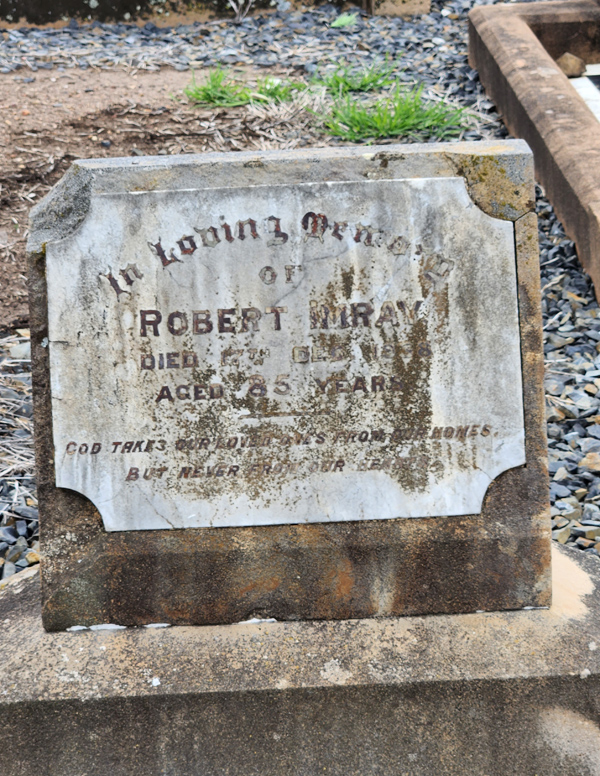 In Loving Memory
OF
ROBERT
DIED
AGED 85 YEARS
GOD TAKES OUR LOVED ONES FROM OUR HOMES,
BUT NEVER FROM OUR HEARTS